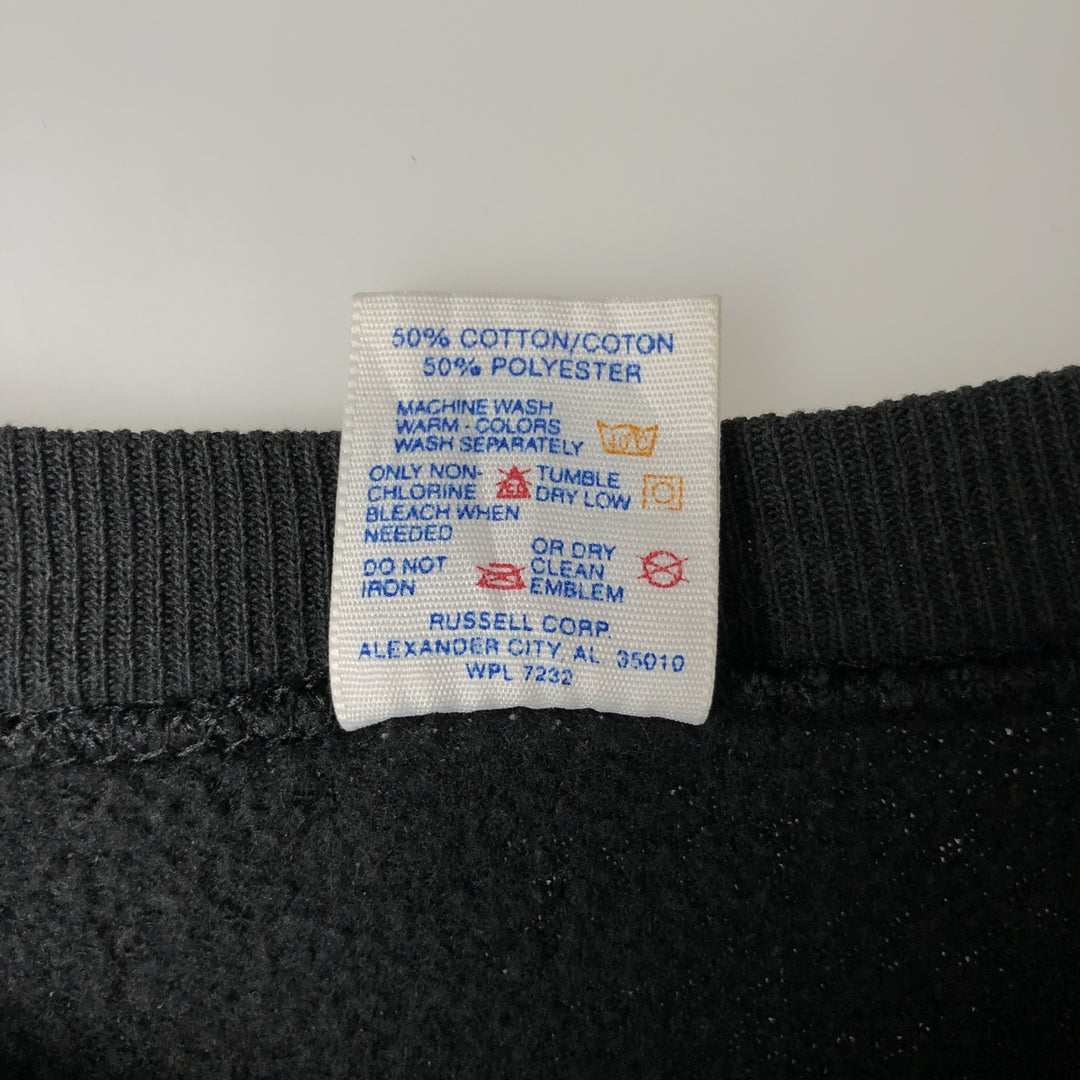 50% COTTON/COTON
50% POLYESTER
MACHINE WASH
WARM - COLORS
WASH SEPARATELY
ONLY NON-
CHLORINE
BLEACH WHEN
NEEDED
TUMBLE
DRY LOW
DO NOT
IRON
OR DRY
CLEAN
EMBLEM
RUSSELL CORP.
ALEXANDER CITY, AL 35010
WPL 7232